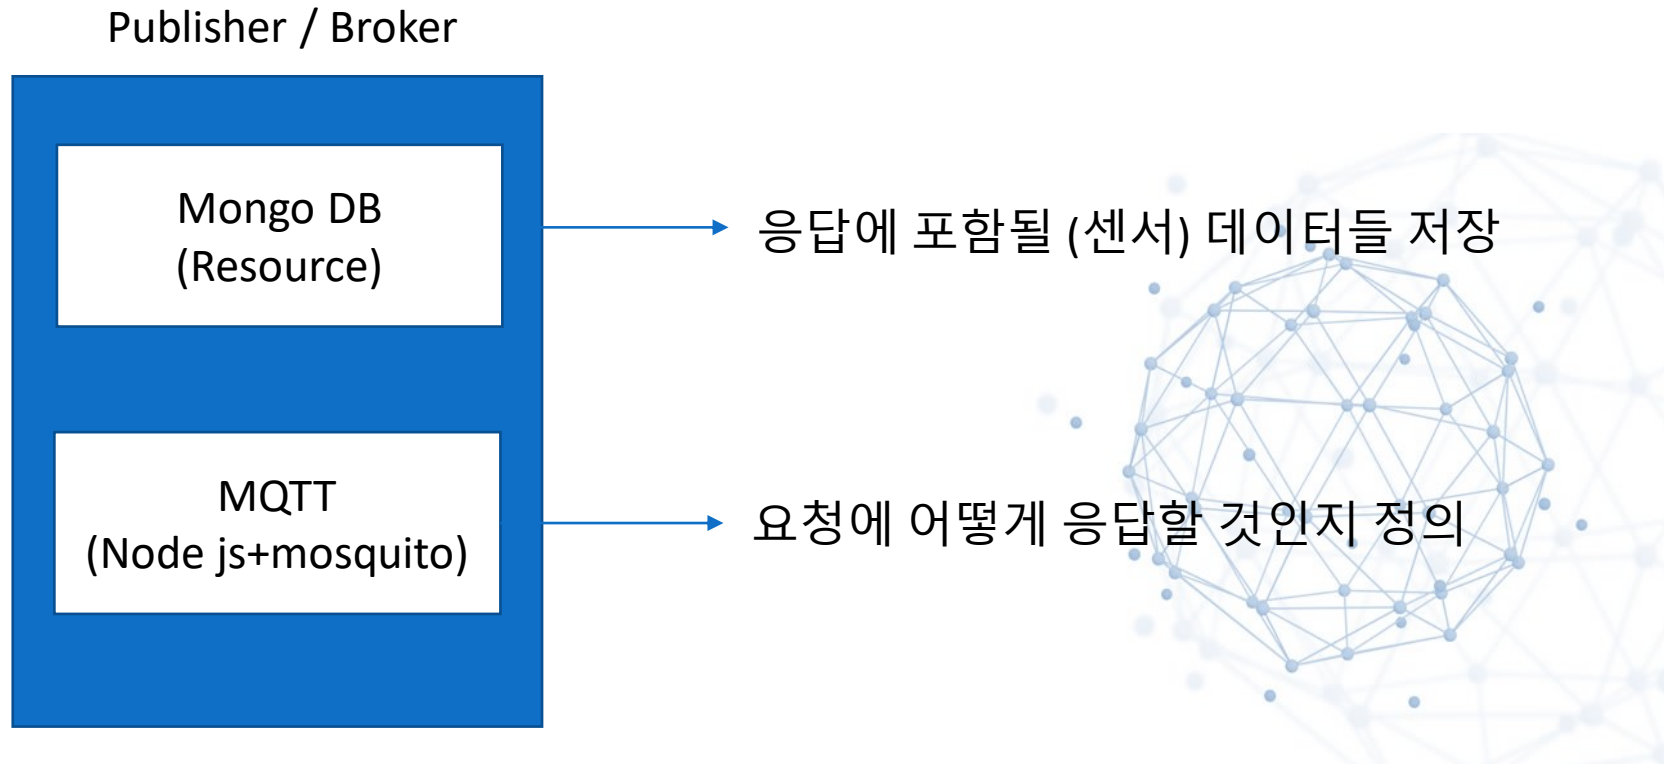 Publisher / Broker
Mongo DB
(Resource)
응답에 포함될 (센서) 데이터들 저장
MQTT
(Node js+mosquito)
요청에 어떻게 응답할 것인지 정의